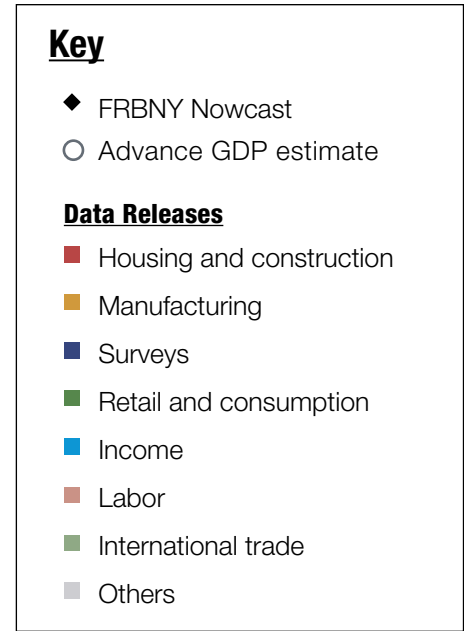 Key
FRBNY Nowcast
Advance GDP estimate
Data Releases
Housing and construction
Manufacturing
Surveys
Retail and consumption
Income
Labor
International trade
Others